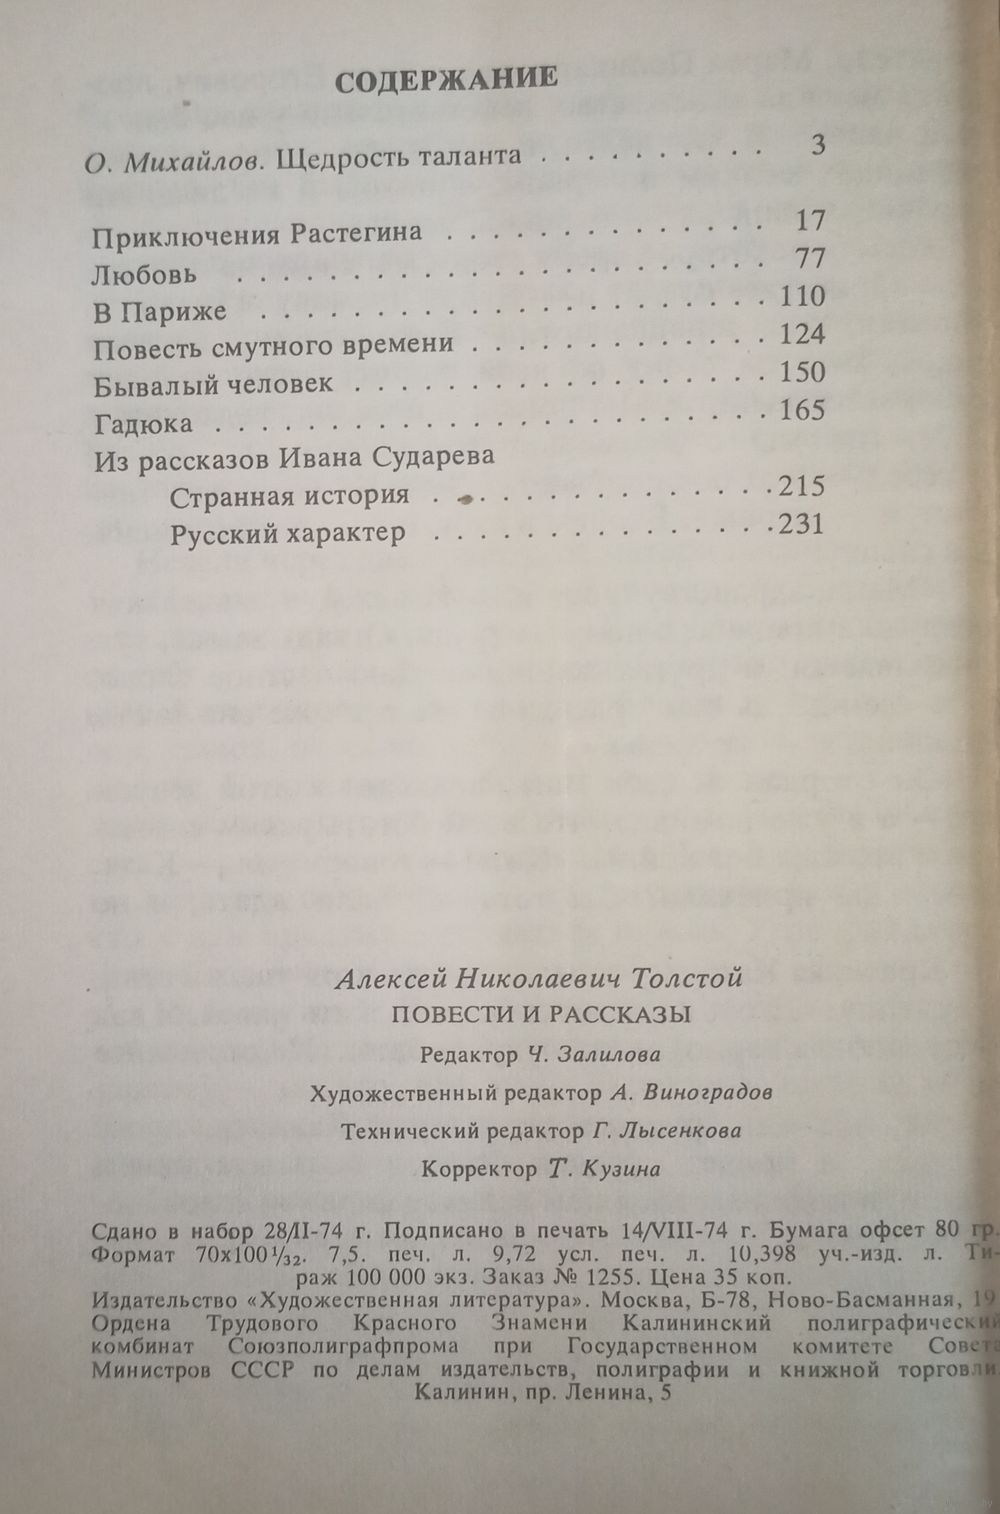 СОДЕРЖАНИЕ
О. Михайлов. Щедрость таланта . . . . . . . . . . 3
Приключения Растегина . . . . . . . . . . . . . . 17
Любовь . . . . . . . . . . . . . . . . . . . . . . . 77
В Париже . . . . . . . . . . . . . . . . . . . . . . 110
Повесть смутного времени . . . . . . . . . . . . . 124
Бывалый человек . . . . . . . . . . . . . . . . . . 150
Гадюка . . . . . . . . . . . . . . . . . . . . . . . . 165
Из рассказов Ивана Сударева
Странная история . . . . . . . . . . . . . . . 215
Русский характер . . . . . . . . . . . . . . . 231
Алексей Николаевич Толстой
ПОВЕСТИ И РАССКАЗЫ
Редактор Ч. Залилова
Художественный редактор А. Виноградов
Технический редактор Г. Лысенкова
Корректор Т. Кузина
Сдано в набор 28/II-74 г. Подписано в печать 14/VIII-74 г. Бумага офсет 80 гр.
Формат 70x100 1/32. 7,5. печ. л. 9,72 усл. печ. л. 10,398 уч.-изд. л. Ти-
раж 100 000 экз. Заказ № 1255. Цена 35 коп.
Издательство «Художественная литература». Москва, Б-78, Ново-Басманная, 19
Ордена Трудового Красного Знамени Калининский полиграфический
комбинат Союзполиграфпрома при Государственном комитете Совета
Министров СССР по делам издательств, полиграфии и книжной торговли.
Калинин, пр. Ленина, 5